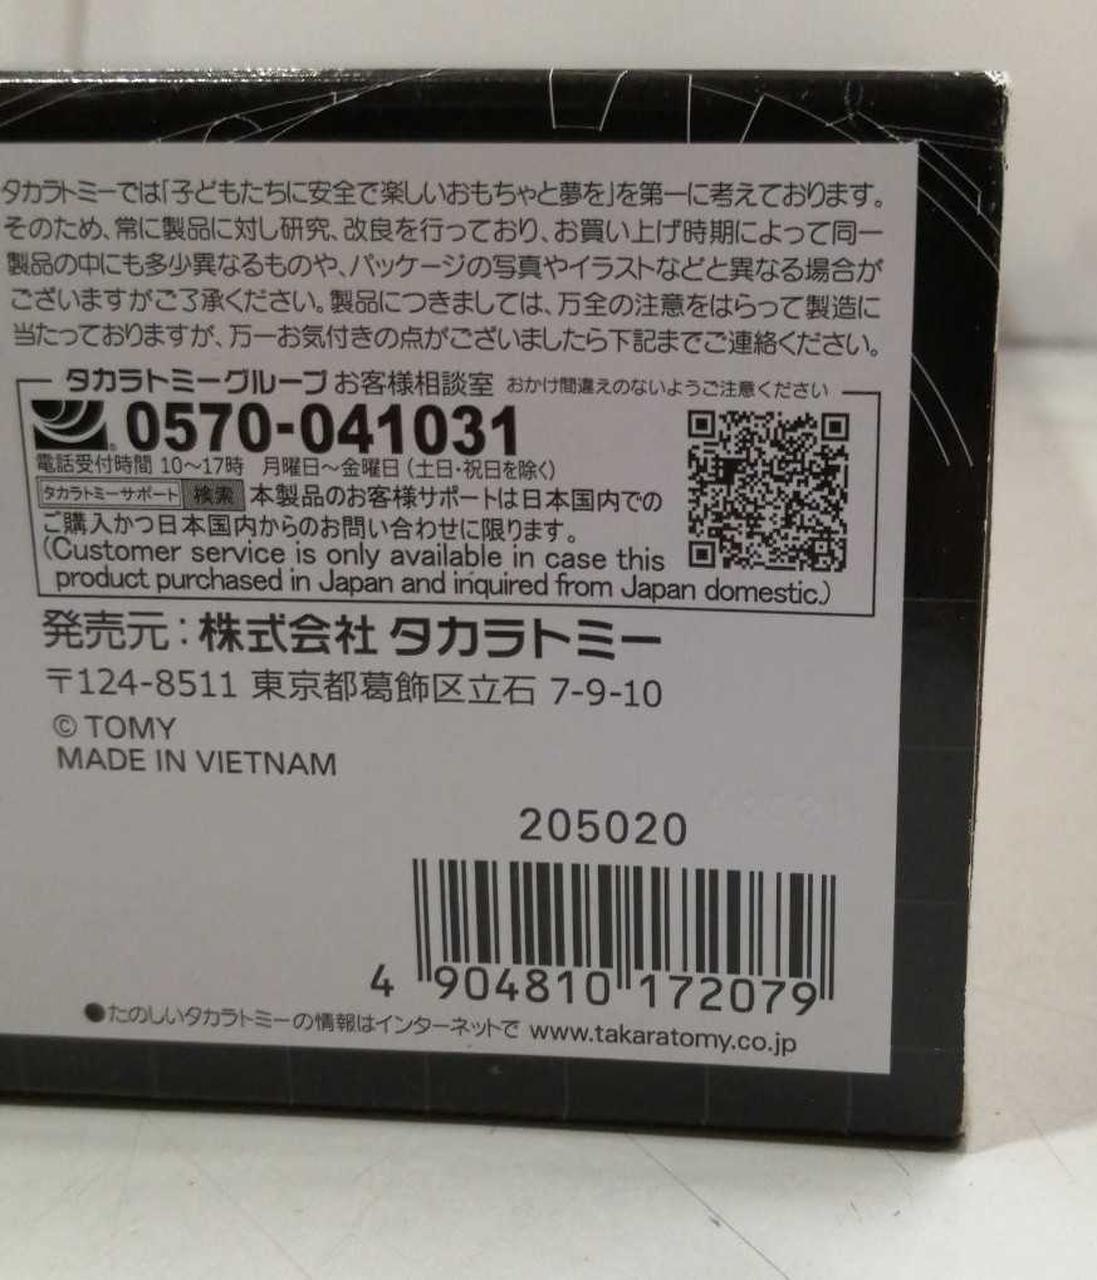 タカラトミーでは「子どもたちに安全で楽しいおもちゃと夢を」を第一に考えております。
そのため、常に製品に対し研究、改良を行っており、お買い上げ時期によって同一
製品の中にも多少異なるものや、パッケージの写真やイラストなどと異なる場合が
ございますがご了承ください。製品につきましては、万全の注意をはらって製造に
当たっておりますが、万一お気付きの点がございましたら下記までご連絡ください。
タカラトミーグループ お客様相談室 おかけ間違えのないようご注意ください
0570-041031
電話受付時間 10〜17時 月曜日〜金曜日（土日・祝日を除く）
タカラトミーサポート 検索 本製品のお客様サポートは日本国内での
ご購入かつ日本国内からのお問い合わせに限ります。
(Customer service is only available in case this
product purchased in Japan and inquired from Japan domestic.)
発売元：株式会社 タカラトミー
〒124-8511 東京都葛飾区立石 7-9-10
© TOMY
MADE IN VIETNAM
205020
4 904810 172079
●たのしいタカラトミーの情報はインターネットで www.takaratomy.co.jp